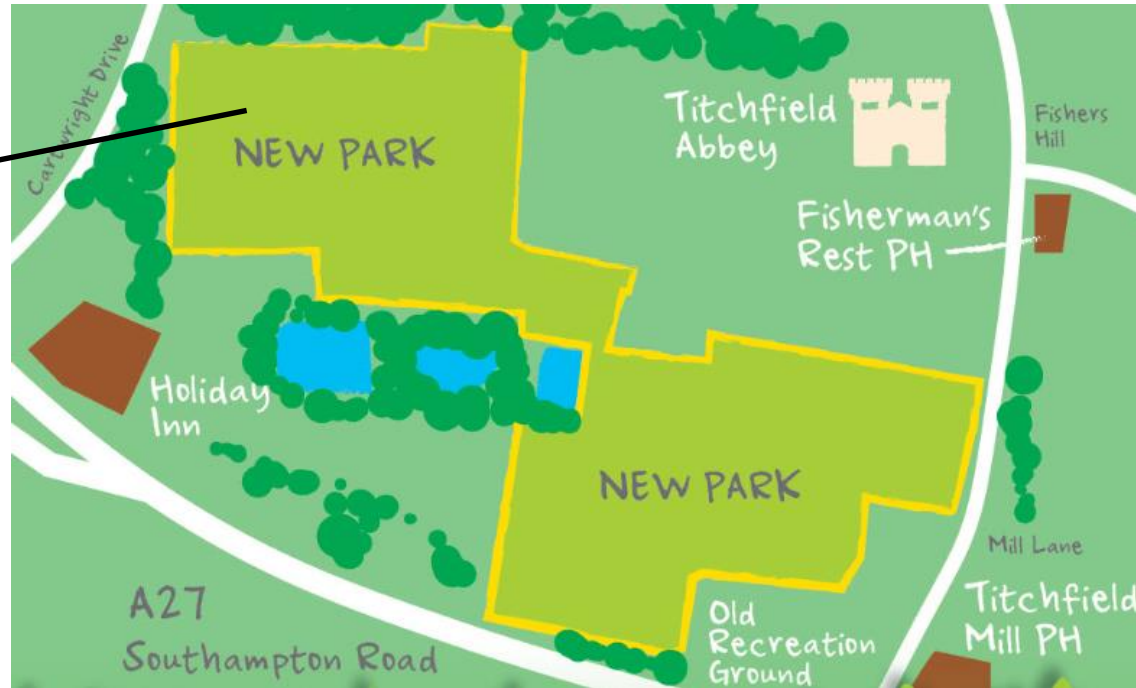 Cartwright Drive
NEW PARK
Titchfield
Abbey
Fishers
Hill
Fisherman's
Rest PH
Holiday
Inn
NEW PARK
Mill Lane
A27
Southampton Road
Old
Recreation
Ground
Titchfield
Mill PH